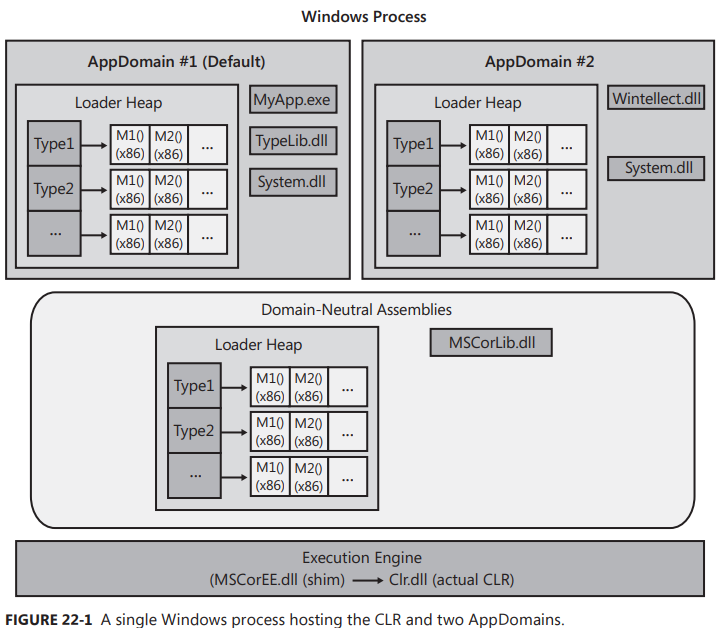 Windows Process
AppDomain #1 (Default)
Loader Heap
Type1
M1()
(x86)
M2()
(x86)
...
Type2
M1()
(x86)
M2()
(x86)
...
...
M1()
(x86)
M2()
(x86)
...
MyApp.exe
TypeLib.dll
System.dll
AppDomain #2
Loader Heap
Type1
M1()
(x86)
M2()
(x86)
...
Type2
M1()
(x86)
M2()
(x86)
...
...
M1()
(x86)
M2()
(x86)
...
Wintellect.dll
System.dll
Domain-Neutral Assemblies
Loader Heap
Type1
M1()
(x86)
M2()
(x86)
...
Type2
M1()
(x86)
M2()
(x86)
...
...
M1()
(x86)
M2()
(x86)
...
MSCorLib.dll
Execution Engine
(MSCorEE.dll (shim) → Clr.dll (actual CLR)
FIGURE 22-1 A single Windows process hosting the CLR and two AppDomains.